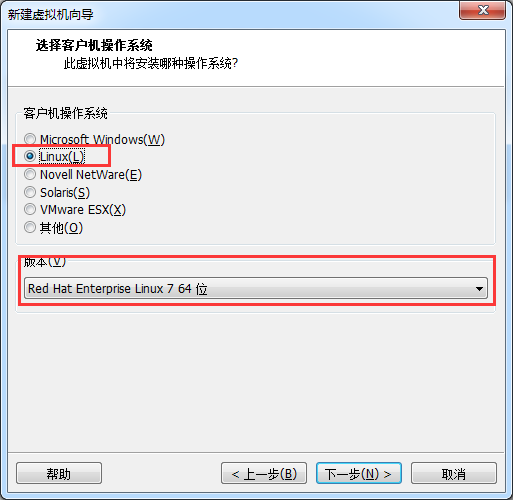 新建虚拟机向导
选择客户机操作系统
此虚拟机中将安装哪种操作系统?
客户机操作系统
Microsoft Windows(W)
Linux(L)
Novell NetWare(E)
Solaris(S)
VMware ESX(X)
其他(O)
版本(V)
Red Hat Enterprise Linux 7 64 位
帮助
< 上一步(B)
下一步(N) >
取消